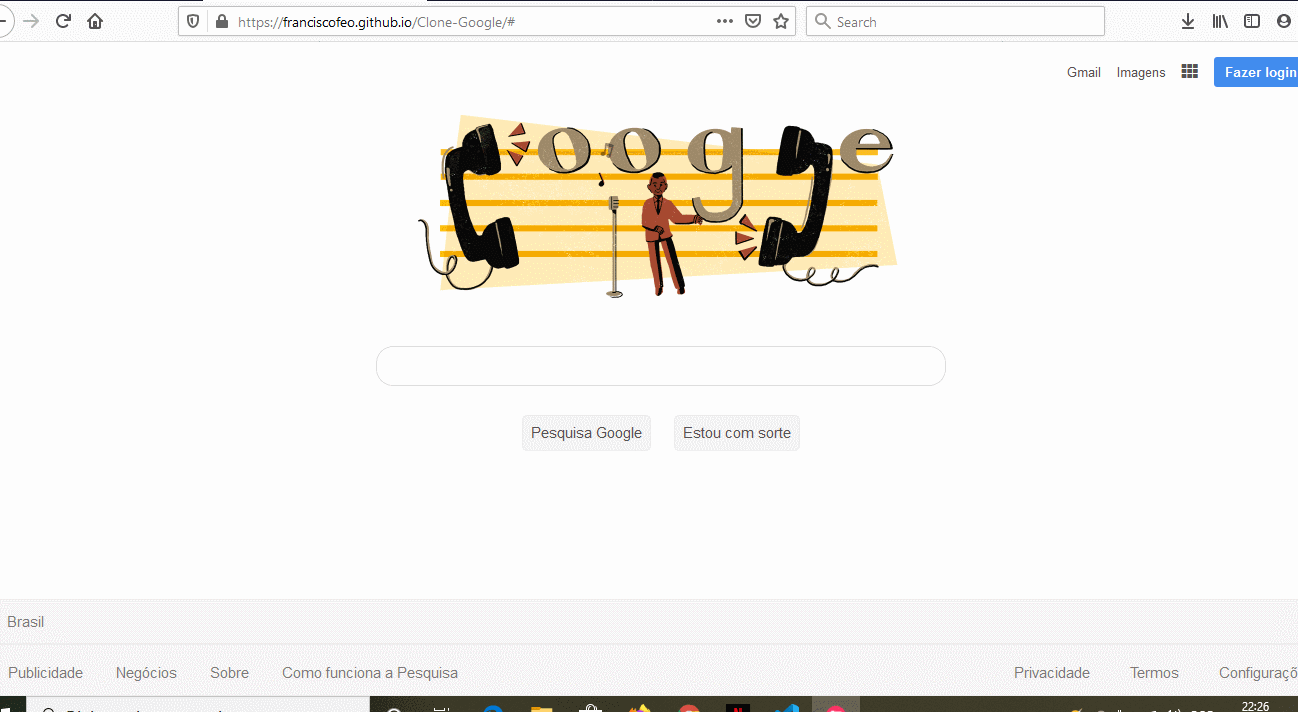 https://franciscofeo.github.io/Clone-Google/#
Search
Gmail Imagens Fazer login
oog e
Pesquisa Google Estou com sorte
Brasil
Publicidade Negócios Sobre Como funciona a Pesquisa Privacidade Termos Configuraçõ
22:26